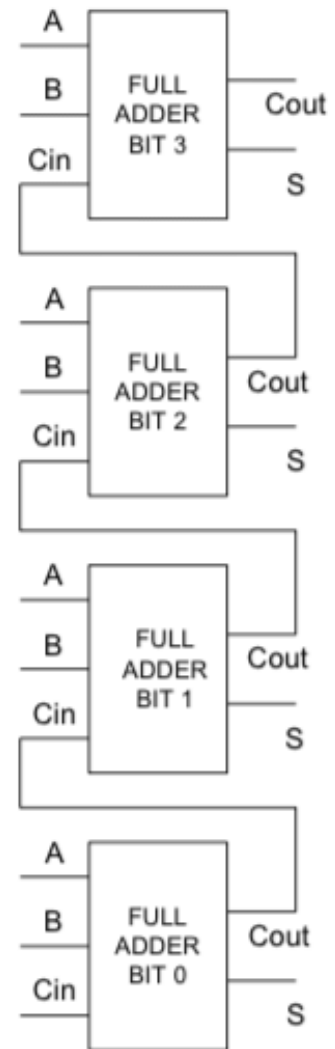 A
B
Cin
FULL
ADDER
BIT 3
Cout
S
A
B
Cin
FULL
ADDER
BIT 2
Cout
S
A
B
Cin
FULL
ADDER
BIT 1
Cout
S
A
B
Cin
FULL
ADDER
BIT 0
Cout
S